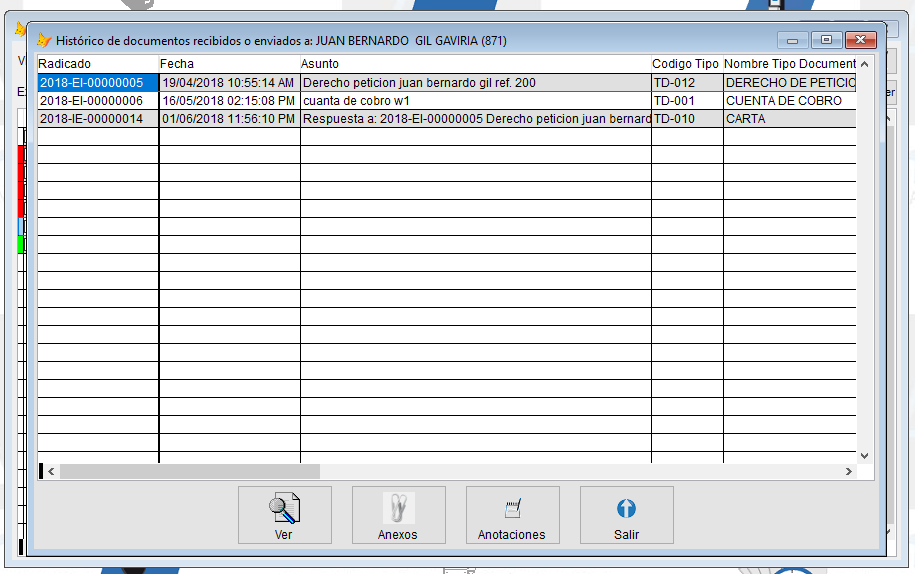 Histórico de documentos recibidos o enviados a: JUAN BERNARDO GIL GAVIRIA (871)
Radicado Fecha Asunto Codigo Tipo Nombre Tipo Document
2018-EI-00000005 19/04/2018 10:55:14 AM Derecho peticion juan bernardo gil ref. 200 TD-012 DERECHO DE PETICIO
2018-EI-00000006 16/05/2018 02:15:08 PM cuanta de cobro w1 TD-001 CUENTA DE COBRO
2018-IE-00000014 01/06/2018 11:56:10 PM Respuesta a: 2018-EI-00000005 Derecho peticion juan bernard TD-010 CARTA
Ver Anexos Anotaciones Salir